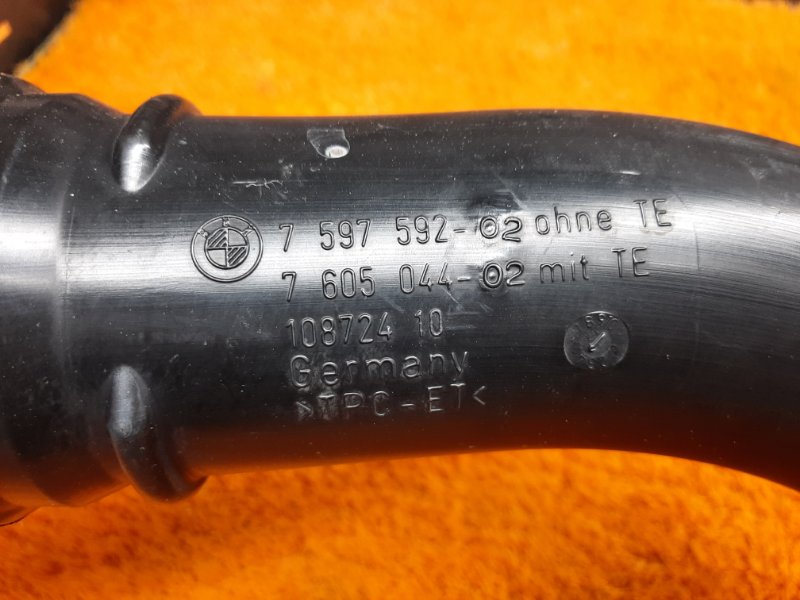 7 597 592-02 ohne TE
7 605 044-02 mit TE
108724 10
Germany
>TPC-ET<